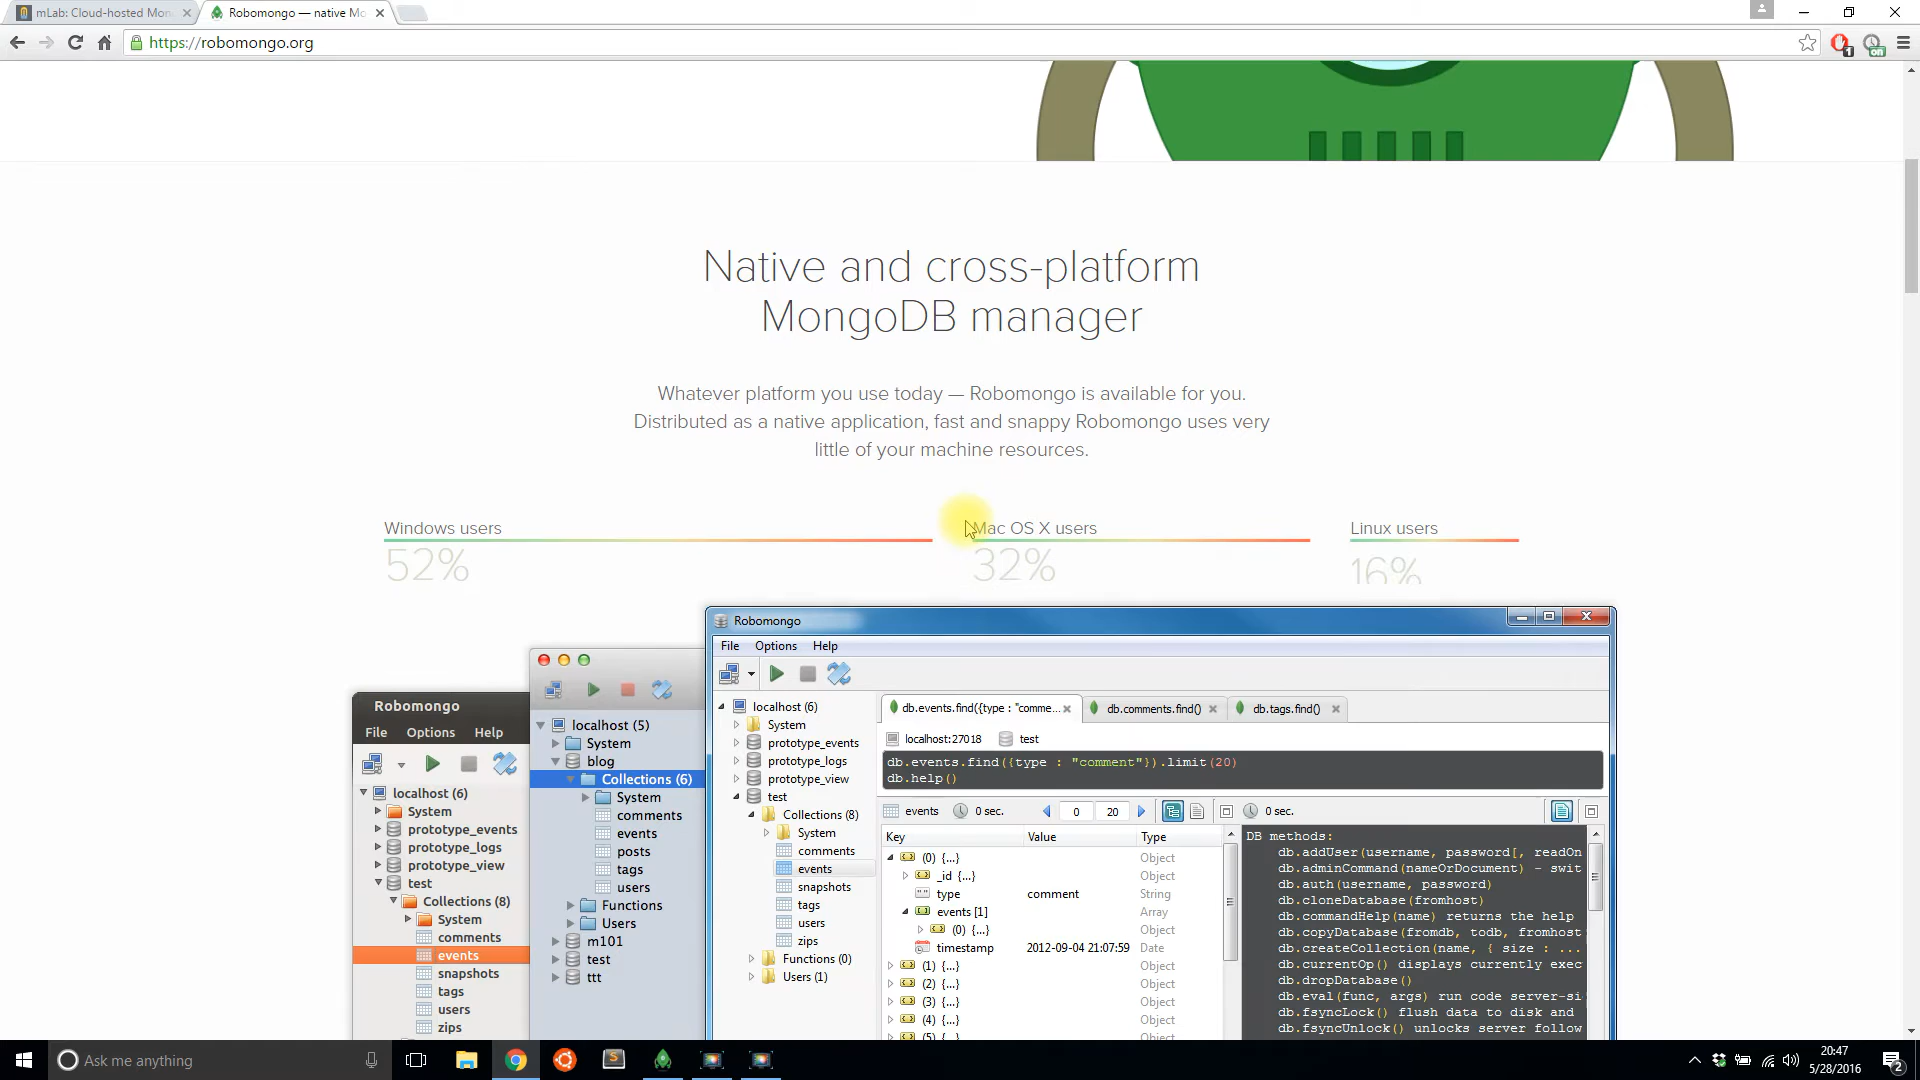 mLab: Cloud-hosted Mon
Robomongo — native Mo
https://robomongo.org
1
on
Native and cross-platform
MongoDB manager
Whatever platform you use today — Robomongo is available for you.
Distributed as a native application, fast and snappy Robomongo uses very
little of your machine resources.
Windows users
52%
Mac OS X users
32%
Linux users
16%
Robomongo
File Options Help
localhost (6)
System
prototype_events
prototype_logs
prototype_view
test
Collections (8)
System
comments
events
snapshots
tags
users
zips
localhost (5)
System
blog
Collections (6)
System
comments
events
posts
tags
users
Functions
Users
m101
test
ttt
Robomongo
File Options Help
localhost (6)
System
prototype_events
prototype_logs
prototype_view
test
Collections (8)
System
comments
events
snapshots
tags
users
zips
Functions (0)
Users (1)
db.events.find({type : "comme...
db.comments.find()
db.tags.find()
localhost:27018 test
db.events.find({type : "comment"}).limit(20)
db.help()
events 0 sec. 0 20
0 sec.
Key Value Type
(0) {...} Object
_id {...} Object
type comment String
events [1] Array
(0) {...} Object
timestamp 2012-09-04 21:07:59 Date
(1) {...} Object
(2) {...} Object
(3) {...} Object
(4) {...} Object
(5) {...} Object
DB methods:
db.addUser(username, password[, readOn
db.adminCommand(nameOrDocument) - swit
db.auth(username, password)
db.cloneDatabase(fromhost)
db.commandHelp(name) returns the help
db.copyDatabase(fromdb, todb, fromhost
db.createCollection(name, { size : ...
db.currentOp() displays currently exec
db.dropDatabase()
db.eval(func, args) run code server-si
db.fsyncLock() flush data to disk and
db.fsyncUnlock() unlocks server follow
Ask me anything
20:47
5/28/2016
2